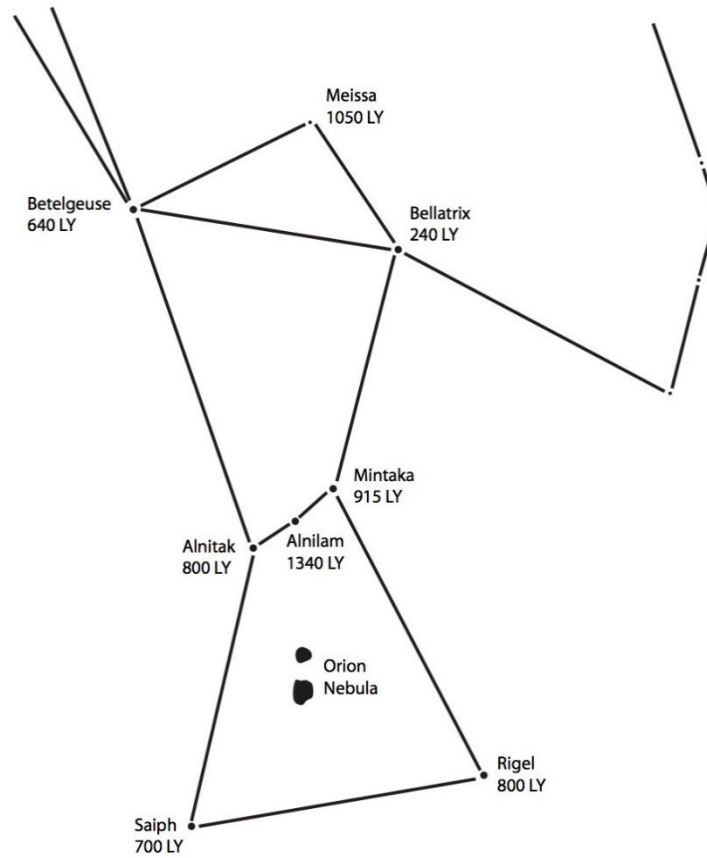 Meissa
1050 LY
Betelgeuse
640 LY
Bellatrix
240 LY
Mintaka
915 LY
Alnitak
800 LY
Alnilam
1340 LY
Orion
Nebula
Rigel
800 LY
Saiph
700 LY